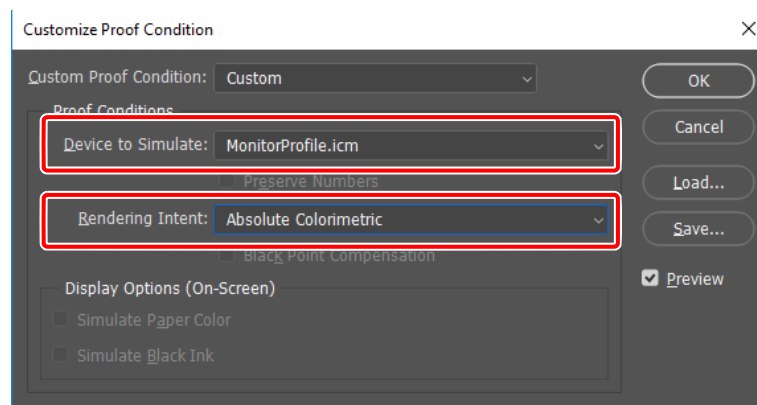 Customize Proof Condition
Custom Proof Condition: Custom
OK
Proof Conditions
Cancel
Device to Simulate: MonitorProfile.icm
Preserve Numbers
Load...
Rendering Intent: Absolute Colorimetric
Save...
Black Point Compensation
Preview
Display Options (On-Screen)
Simulate Paper Color
Simulate Black Ink